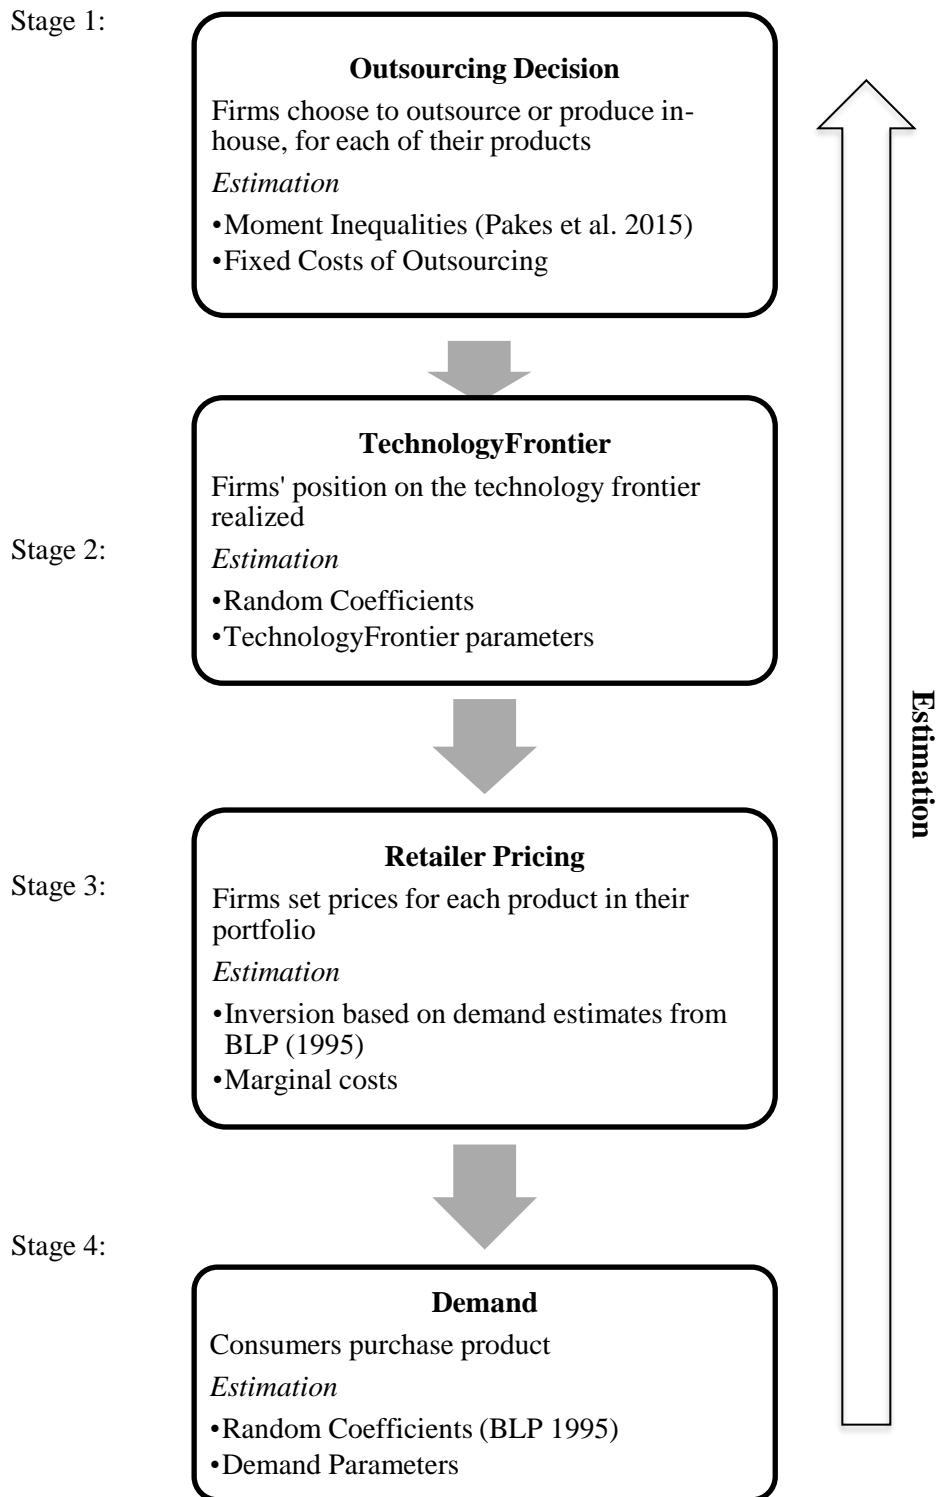 Stage 1:
Outsourcing Decision
Firms choose to outsource or produce in-
house, for each of their products
Estimation
•Moment Inequalities (Pakes et al. 2015)
•Fixed Costs of Outsourcing
TechnologyFrontier
Firms' position on the technology frontier
realized
Stage 2:
Estimation
•Random Coefficients
•TechnologyFrontier parameters
Estimation
Retailer Pricing
Stage 3:
Firms set prices for each product in their
portfolio
Estimation
•Inversion based on demand estimates from
BLP (1995)
•Marginal costs
Stage 4:
Demand
Consumers purchase product
Estimation
•Random Coefficients (BLP 1995)
•Demand Parameters